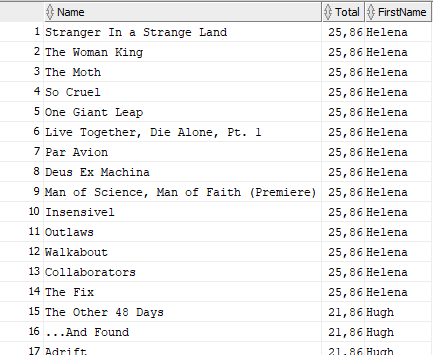 Name Total FirstName
1 Stranger In a Strange Land 25,86 Helena
2 The Woman King 25,86 Helena
3 The Moth 25,86 Helena
4 So Cruel 25,86 Helena
5 One Giant Leap 25,86 Helena
6 Live Together, Die Alone, Pt. 1 25,86 Helena
7 Par Avion 25,86 Helena
8 Deus Ex Machina 25,86 Helena
9 Man of Science, Man of Faith (Premiere) 25,86 Helena
10 Insensivel 25,86 Helena
11 Outlaws 25,86 Helena
12 Walkabout 25,86 Helena
13 Collaborators 25,86 Helena
14 The Fix 25,86 Helena
15 The Other 48 Days 21,86 Hugh
16 ...And Found 21,86 Hugh
17 Adrift 21,86 Hugh